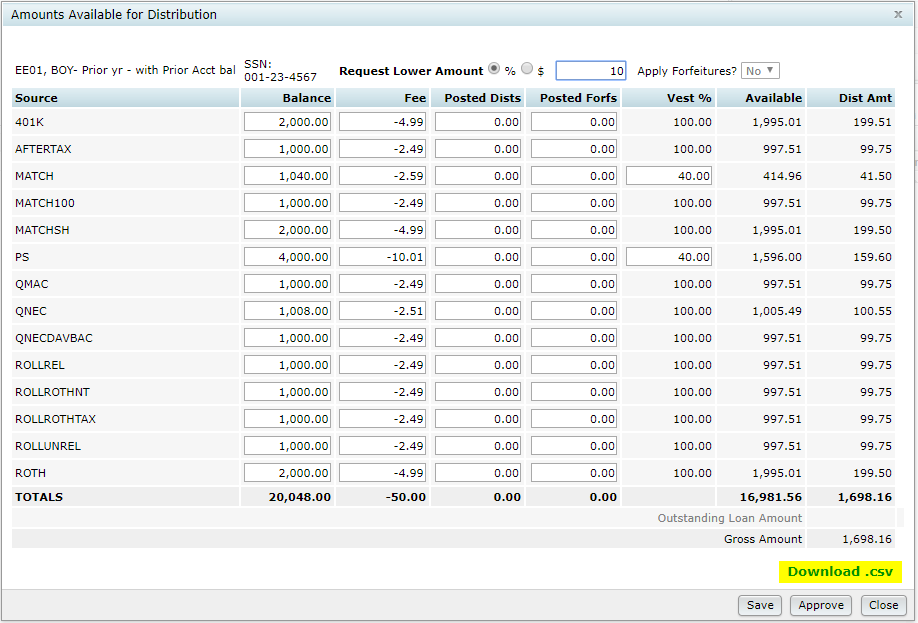 Amounts Available for Distribution x
EE01, BOY- Prior yr - with Prior Acct bal SSN: 001-23-4567 Request Lower Amount % $ 10 Apply Forfeitures? No ▼
Source Balance Fee Posted Dists Posted Forfs Vest % Available Dist Amt
401K 2,000.00 -4.99 0.00 0.00 100.00 1,995.01 199.51
AFTERTAX 1,000.00 -2.49 0.00 0.00 100.00 997.51 99.75
MATCH 1,040.00 -2.59 0.00 0.00 40.00 414.96 41.50
MATCH100 1,000.00 -2.49 0.00 0.00 100.00 997.51 99.75
MATCHSH 2,000.00 -4.99 0.00 0.00 100.00 1,995.01 199.50
PS 4,000.00 -10.01 0.00 0.00 40.00 1,596.00 159.60
QMAC 1,000.00 -2.49 0.00 0.00 100.00 997.51 99.75
QNEC 1,008.00 -2.51 0.00 0.00 100.00 1,005.49 100.55
QNECDAVBAC 1,000.00 -2.49 0.00 0.00 100.00 997.51 99.75
ROLLREL 1,000.00 -2.49 0.00 0.00 100.00 997.51 99.75
ROLLROTHNT 1,000.00 -2.49 0.00 0.00 100.00 997.51 99.75
ROLLROTHTAX 1,000.00 -2.49 0.00 0.00 100.00 997.51 99.75
ROLLUNREL 1,000.00 -2.49 0.00 0.00 100.00 997.51 99.75
ROTH 2,000.00 -4.99 0.00 0.00 100.00 1,995.01 199.50
TOTALS 20,048.00 -50.00 0.00 0.00 16,981.56 1,698.16
Outstanding Loan Amount
Gross Amount 1,698.16
Download .csv
Save Approve Close